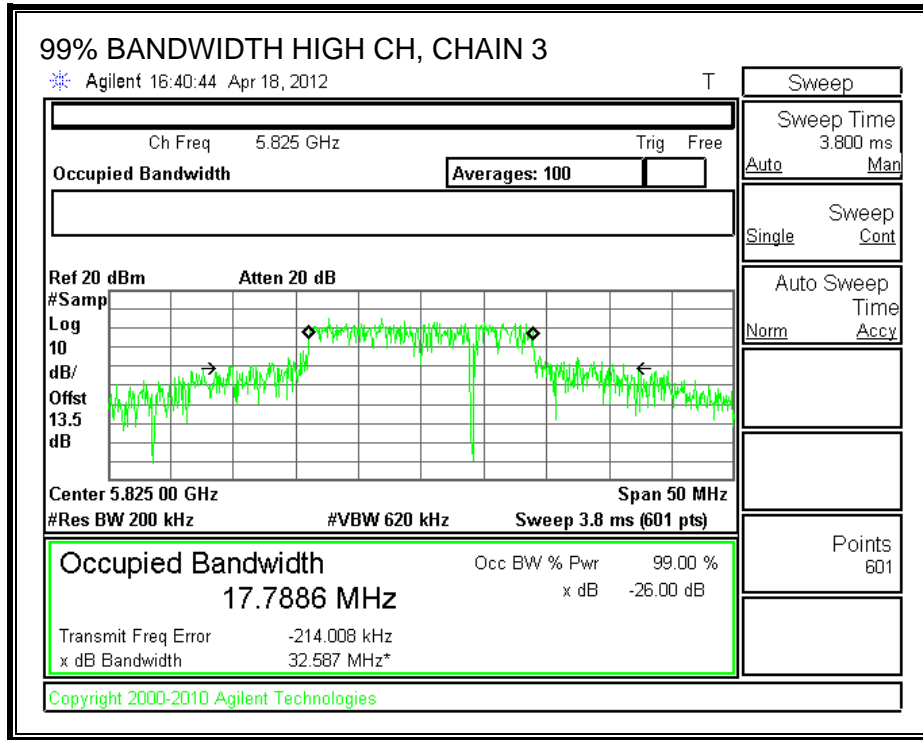 99% BANDWIDTH HIGH CH, CHAIN 3
Agilent 16:40:44 Apr 18, 2012 T
Ch Freq 5.825 GHz Trig Free
Occupied Bandwidth Averages: 100
Ref 20 dBm Atten 20 dB
#Samp
Log
10
dB/
Offst
13.5
dB
Center 5.825 00 GHz Span 50 MHz
#Res BW 200 kHz #VBW 620 kHz Sweep 3.8 ms (601 pts)
Occupied Bandwidth Occ BW % Pwr 99.00 %
17.7886 MHz x dB -26.00 dB
Transmit Freq Error -214.008 kHz
x dB Bandwidth 32.587 MHz*
Copyright 2000-2010 Agilent Technologies
Sweep
Sweep Time
3.800 ms
Auto Man
Sweep
Single Cont
Auto Sweep
Time
Norm Accy
Points
601